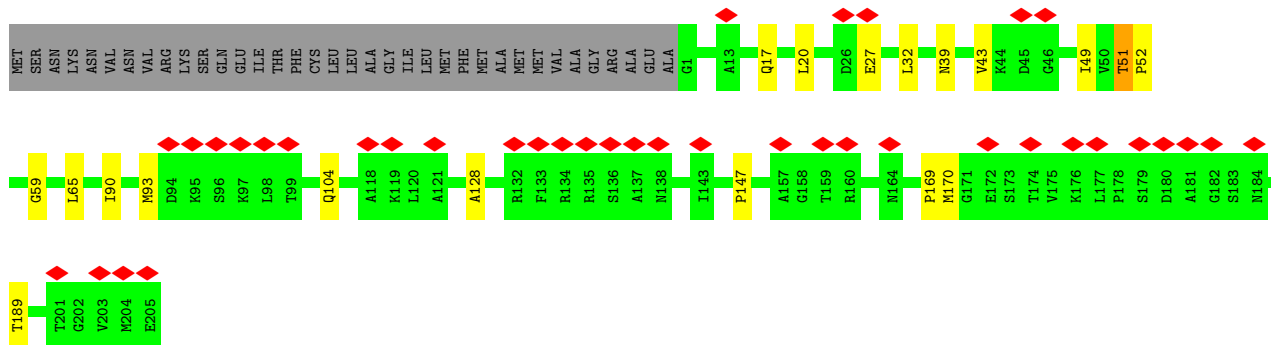 MET SER ASN LYS ASN VAL ASN VAL ARG LYS SER GLN GLU ILE THR PHE CYS LEU LEU ALA GLY ILE LEU MET PHE MET ALA MET MET VAL ALA GLY ARG ALA GLU ALA G1 A13 Q17 L20 D26 E27 L32 N39 V43 K44 D45 G46 I49 V50 T51 P52
G59 L65 I90 M93 D94 K95 S96 K97 L98 T99 Q104 A118 K119 L120 A121 A128 R132 F133 R134 R135 S136 A137 N138 I143 P147 A157 G158 T159 R160 N164 P169 M170 G171 E172 S173 T174 V175 K176 L177 P178 S179 D180 A181 G182 S183 N184
T189 T201 G202 V203 M204 E205